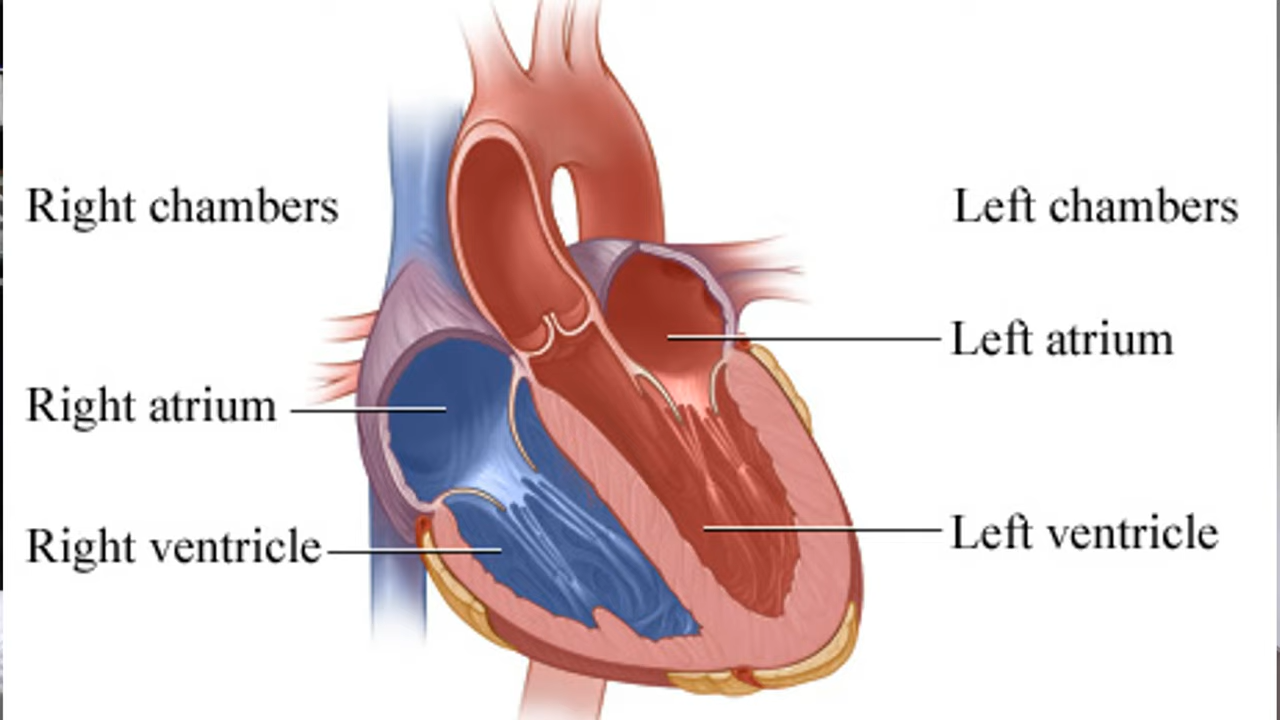 Right chambers
Left chambers
Left atrium
Right atrium
Left ventricle
Right ventricle